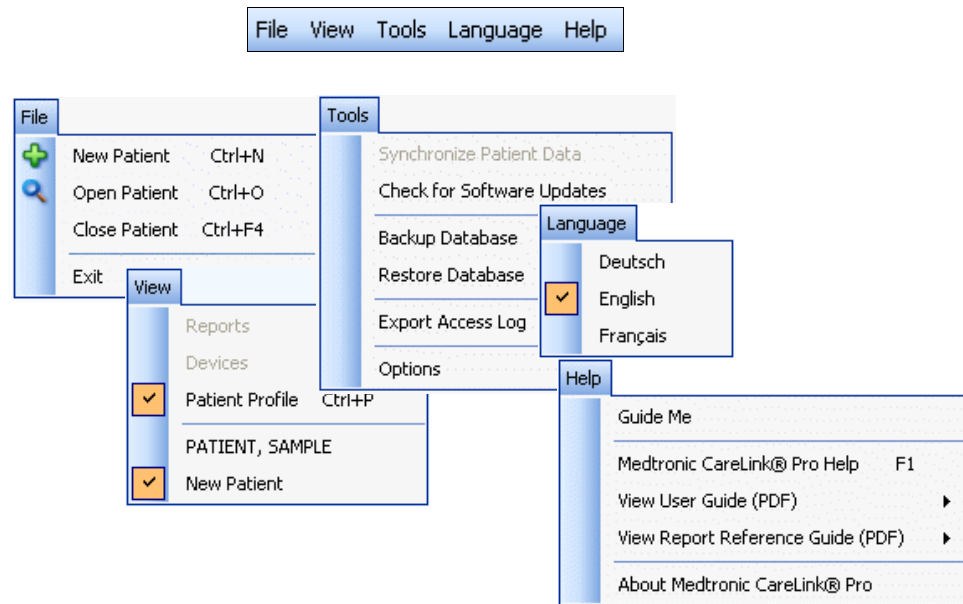 File View Tools Language Help
File
New Patient Ctrl+N
Open Patient Ctrl+O
Close Patient Ctrl+F4
Exit
View
Reports
Devices
Patient Profile Ctrl+P
PATIENT, SAMPLE
New Patient
Tools
Synchronize Patient Data
Check for Software Updates
Backup Database
Restore Database
Export Access Log
Options
Language
Deutsch
English
Français
Help
Guide Me
Medtronic CareLink® Pro Help F1
View User Guide (PDF)
View Report Reference Guide (PDF)
About Medtronic CareLink® Pro